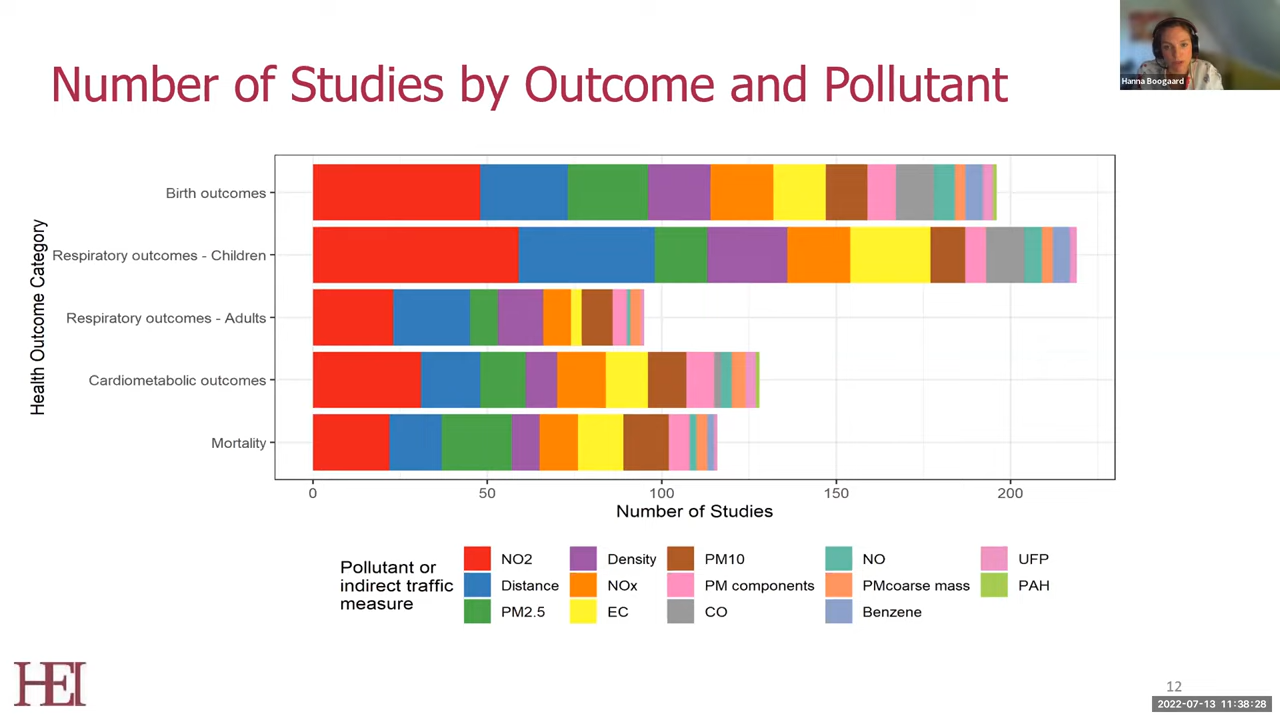 Hanna Boogaard
Number of Studies by Outcome and Pollutant
Health Outcome Category
Birth outcomes
Respiratory outcomes - Children
Respiratory outcomes - Adults
Cardiometabolic outcomes
Mortality
0 50 100 150 200
Number of Studies
Pollutant or
indirect traffic
measure
NO2 Density PM10 NO UFP
Distance NOx PM components PMcoarse mass PAH
PM2.5 EC CO Benzene
HEI
12
2022-07-13 11:38:28